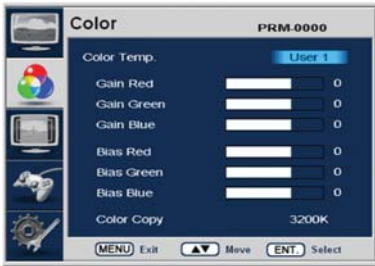 Color PRM-0000
Color Temp. User 1
Gain Red 0
Gain Green 0
Gain Blue 0
Bias Red 0
Bias Green 0
Bias Blue 0
Color Copy 3200K
MENU Exit ▲▼ Move ENT. Select